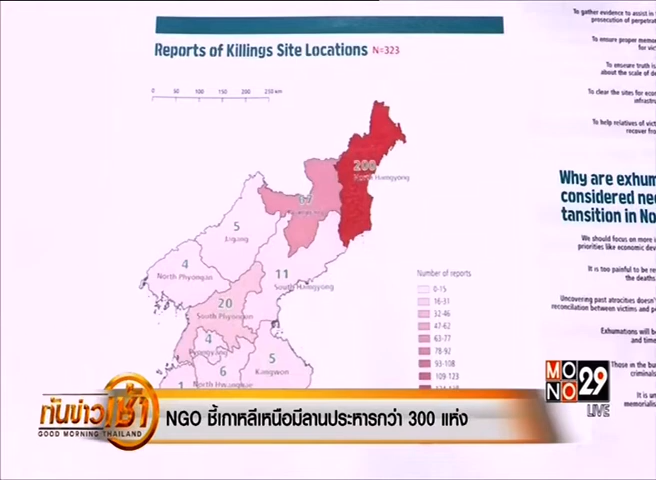 Reports of Killings Site Locations N=323
0 50 100 150 200 250 km
200
North Hamgyong
5
Jagang
4
North Phyongan
11
South Hamgyong
20
South Phyongan
4
Pyongyang
6
North Hwanghae
5
Kangwon
1
Number of reports
0-15
16-31
32-46
47-62
63-77
78-92
93-108
109-123
To gather evidence to assist in
prosecution of perpetrat
To ensure proper memo
for vic
To ensure truth is
about the scale of de
To clear the sites for eco
infrastru
To help relatives of vict
recover fro
Why are exhum
considered ne
tansition in No
We should focus on more i
priorities like economic dev
It is too painful to be re
the deaths.
Uncovering past atrocities doesn't
reconcilation between victims and pe
Exhumations will b
and time
Those in the bu
criminals
It is un
memorialis
MONO 29
LIVE
ทันข่าวเช้า
GOOD MORNING THAILAND
NGO ชี้เกาหลีเหนือมีลานประหารกว่า 300 แห่ง